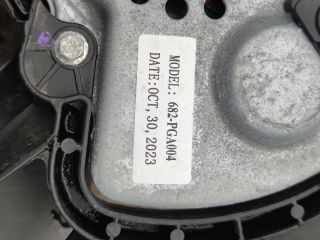 MODEL: 682-PGA004
DATE:OCT, 30, 2023